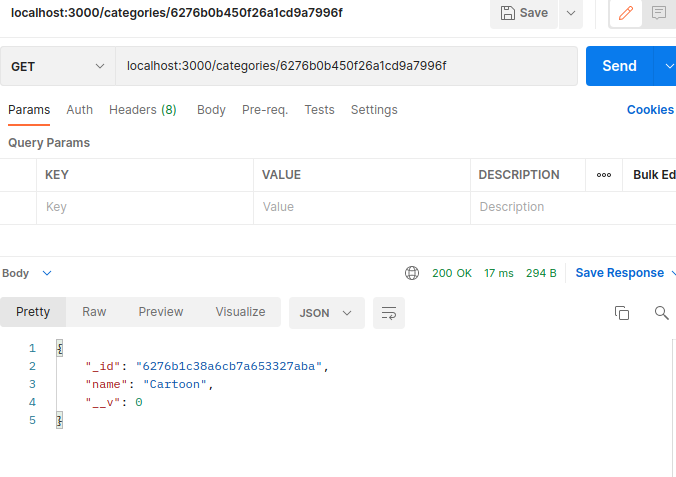 localhost:3000/categories/6276b0b450f26a1cd9a7996f Save
GET localhost:3000/categories/6276b0b450f26a1cd9a7996f Send
Params Auth Headers (8) Body Pre-req. Tests Settings Cookies
Query Params
KEY VALUE DESCRIPTION ooo Bulk Ed
Key Value Description
Body 200 OK 17 ms 294 B Save Response
Pretty Raw Preview Visualize JSON
1 {
2 "_id": "6276b1c38a6cb7a653327aba",
3 "name": "Cartoon",
4 "__v": 0
5 }